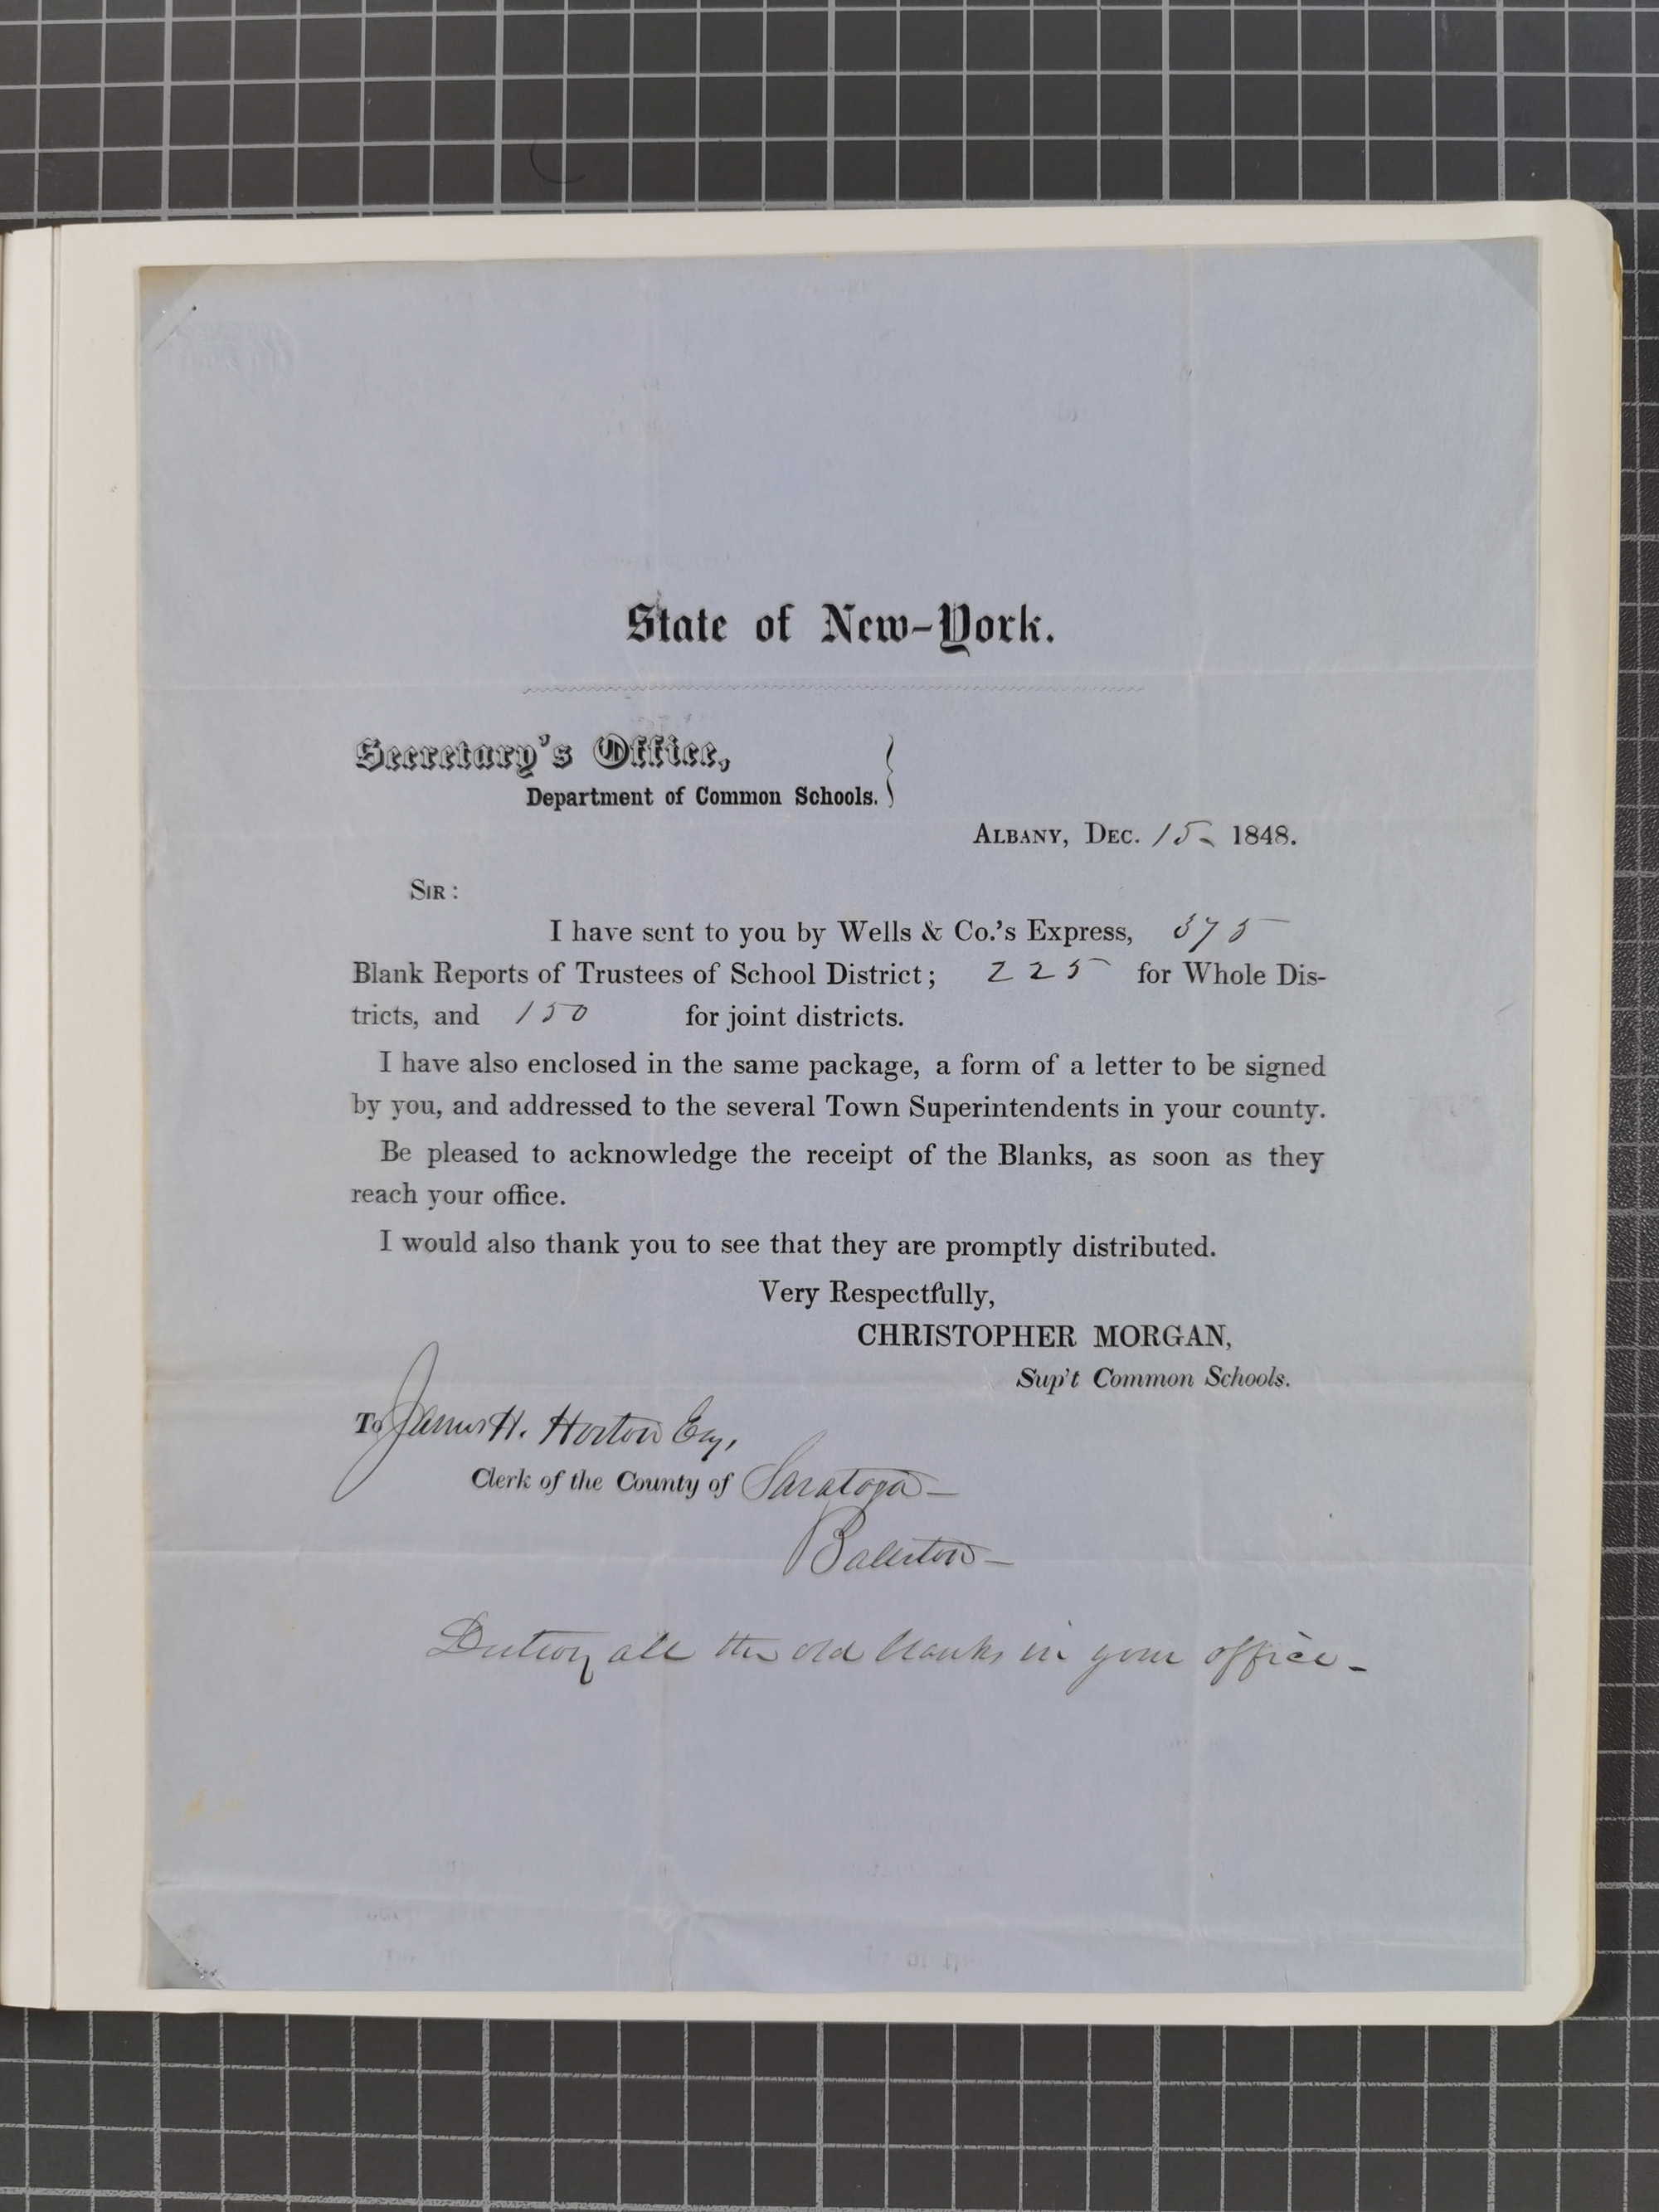 State of New-York.
Secretary's Office,
Department of Common Schools.
ALBANY, DEC. 15 1848.
SIR:
I have sent to you by Wells & Co.'s Express, 375
Blank Reports of Trustees of School District; 225 for Whole Dis-
tricts, and 150 for joint districts.
I have also enclosed in the same package, a form of a letter to be signed
by you, and addressed to the several Town Superintendents in your county.
Be pleased to acknowledge the receipt of the Blanks, as soon as they
reach your office.
I would also thank you to see that they are promptly distributed.
Very Respectfully,
CHRISTOPHER MORGAN,
Sup't Common Schools.
To James H. Horton Esq,
Clerk of the County of Saratoga
Ballston
Destroy all the old blanks in your office